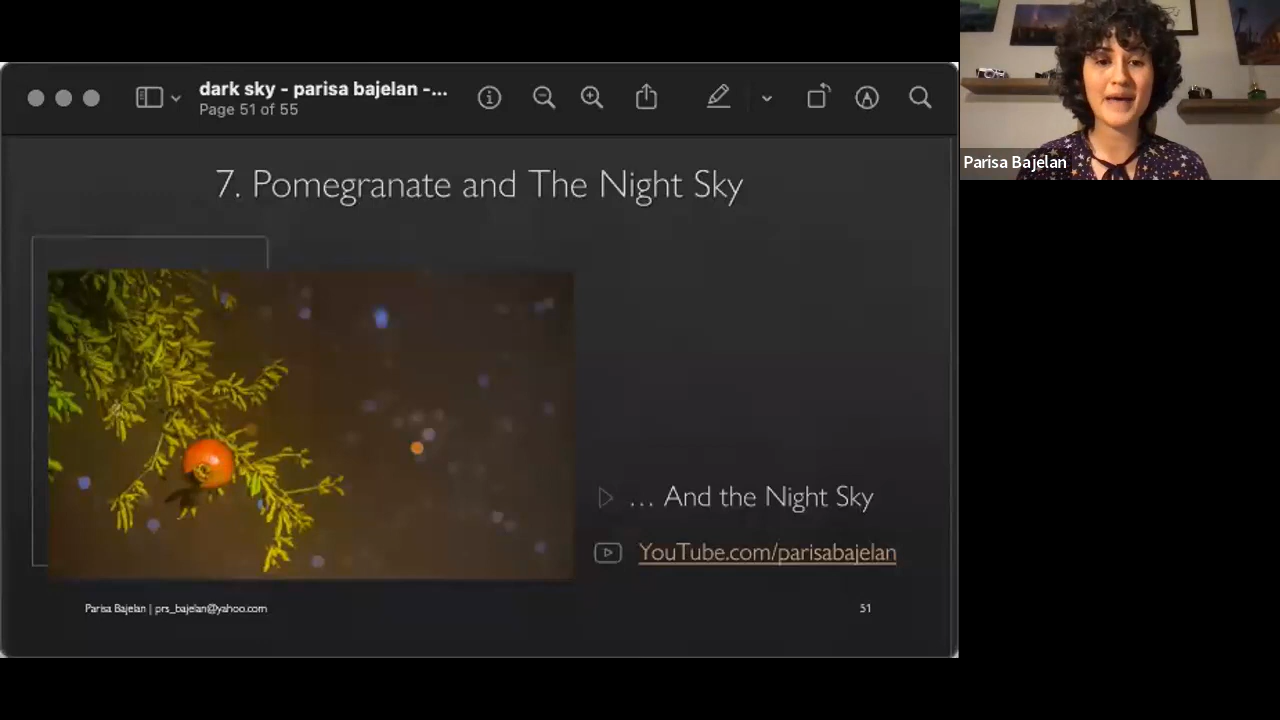 dark sky - parisa bajelan -...
Page 51 of 55
Parisa Bajelan
7. Pomegranate and The Night Sky
... And the Night Sky
YouTube.com/parisabajelan
Parisa Bajelan | prs_bajelan@yahoo.com
51